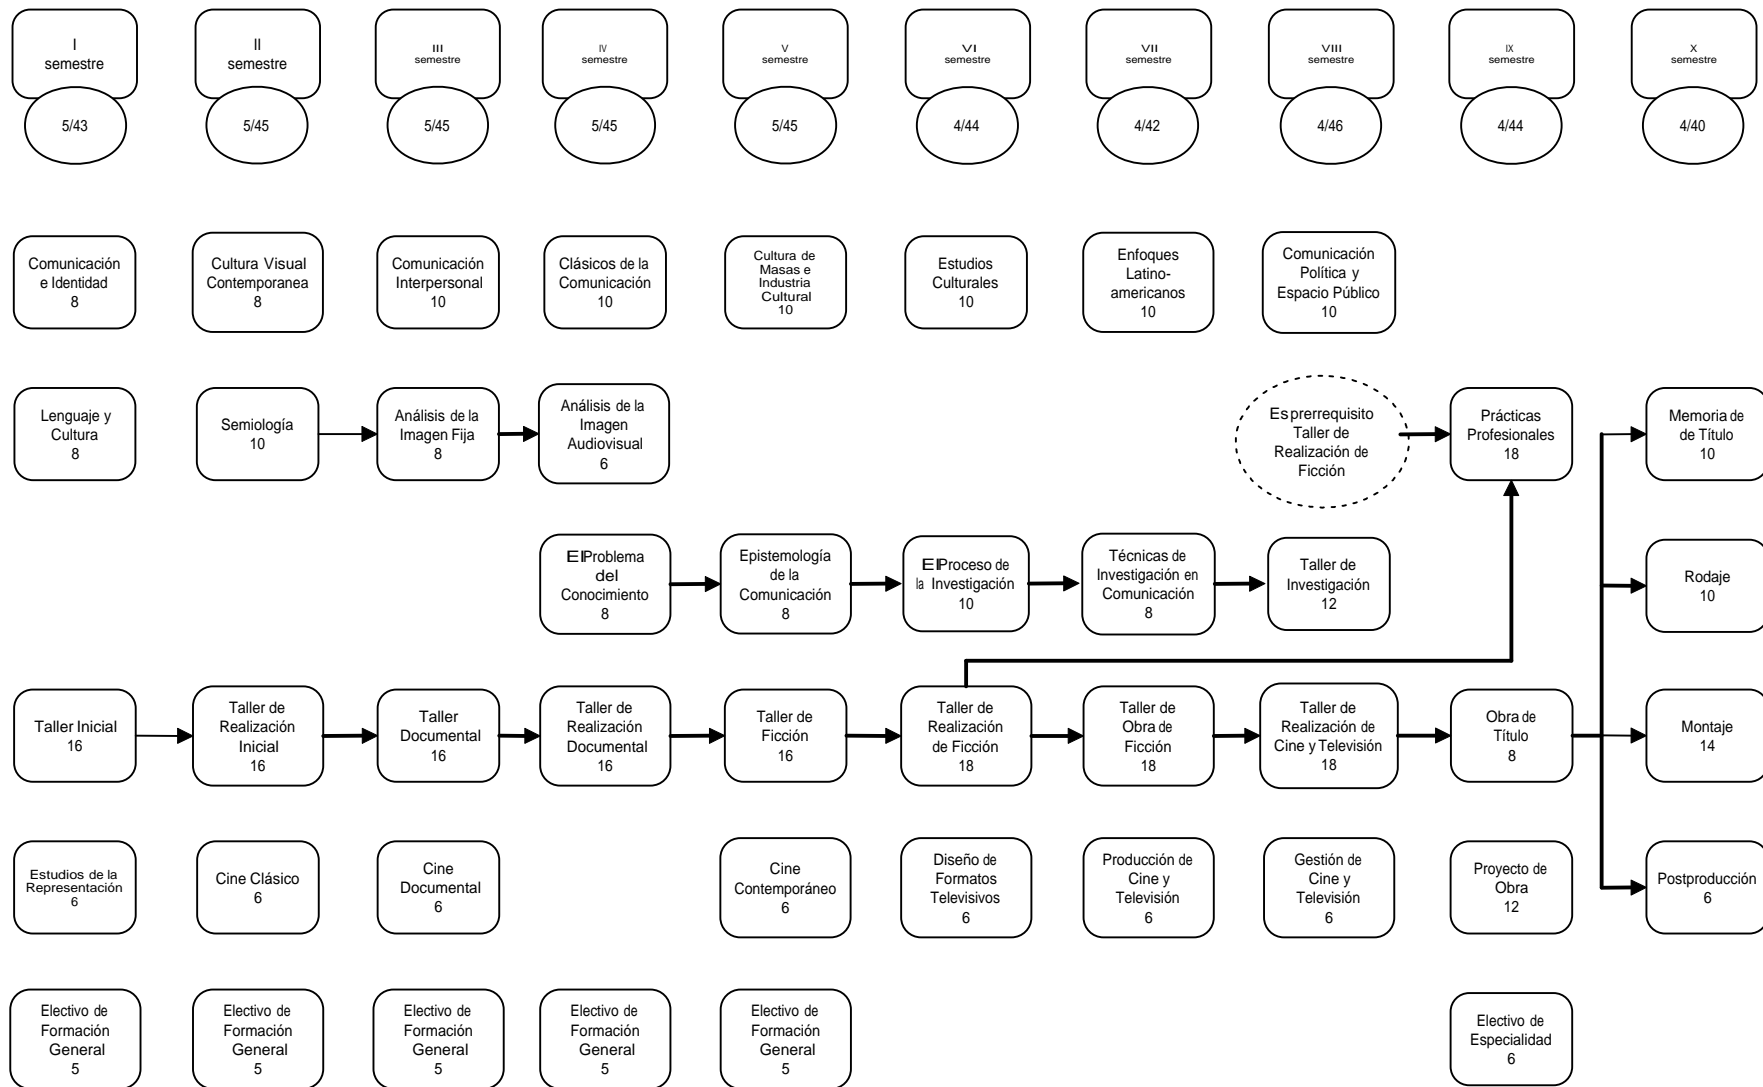 I
semestre
II
semestre
III
semestre
IV
semestre
V
semestre
VI
semestre
VII
semestre
VIII
semestre
IX
semestre
X
semestre
5/43
5/45
5/45
5/45
5/45
4/44
4/42
4/46
4/44
4/40
Comunicación
e Identidad
8
Cultura Visual
Contemporanea
8
Comunicación
Interpersonal
10
Clásicos de la
Comunicación
10
Cultura de
Masas e
Industria
Cultural
10
Estudios
Culturales
10
Enfoques
Latino-
americanos
10
Comunicación
Política y
Espacio Público
10
Lenguaje y
Cultura
8
Semiología
10
Análisis de la
Imagen Fija
8
Análisis de la
Imagen
Audiovisual
6
Es prerrequisito
Taller de
Realización de
Ficción
Prácticas
Profesionales
18
Memoria de
de Título
10
El Problema
del
Conocimiento
8
Epistemología
de la
Comunicación
8
El Proceso de
la Investigación
10
Técnicas de
Investigación en
Comunicación
8
Taller de
Investigación
12
Rodaje
10
Taller Inicial
16
Taller de
Realización
Inicial
16
Taller
Documental
16
Taller de
Realización
Documental
16
Taller de
Ficción
16
Taller de
Realización
de Ficción
18
Taller de
Obra de
Ficción
18
Taller de
Realización de
Cine y Televisión
18
Obra de
Título
8
Montaje
14
Estudios de la
Representación
6
Cine Clásico
6
Cine
Documental
6
Cine
Contemporáneo
6
Diseño de
Formatos
Televisivos
6
Producción de
Cine y
Televisión
6
Gestión de
Cine y
Televisión
6
Proyecto de
Obra
12
Postproducción
6
Electivo de
Formación
General
5
Electivo de
Formación
General
5
Electivo de
Formación
General
5
Electivo de
Formación
General
5
Electivo de
Formación
General
5
Electivo de
Especialidad
6